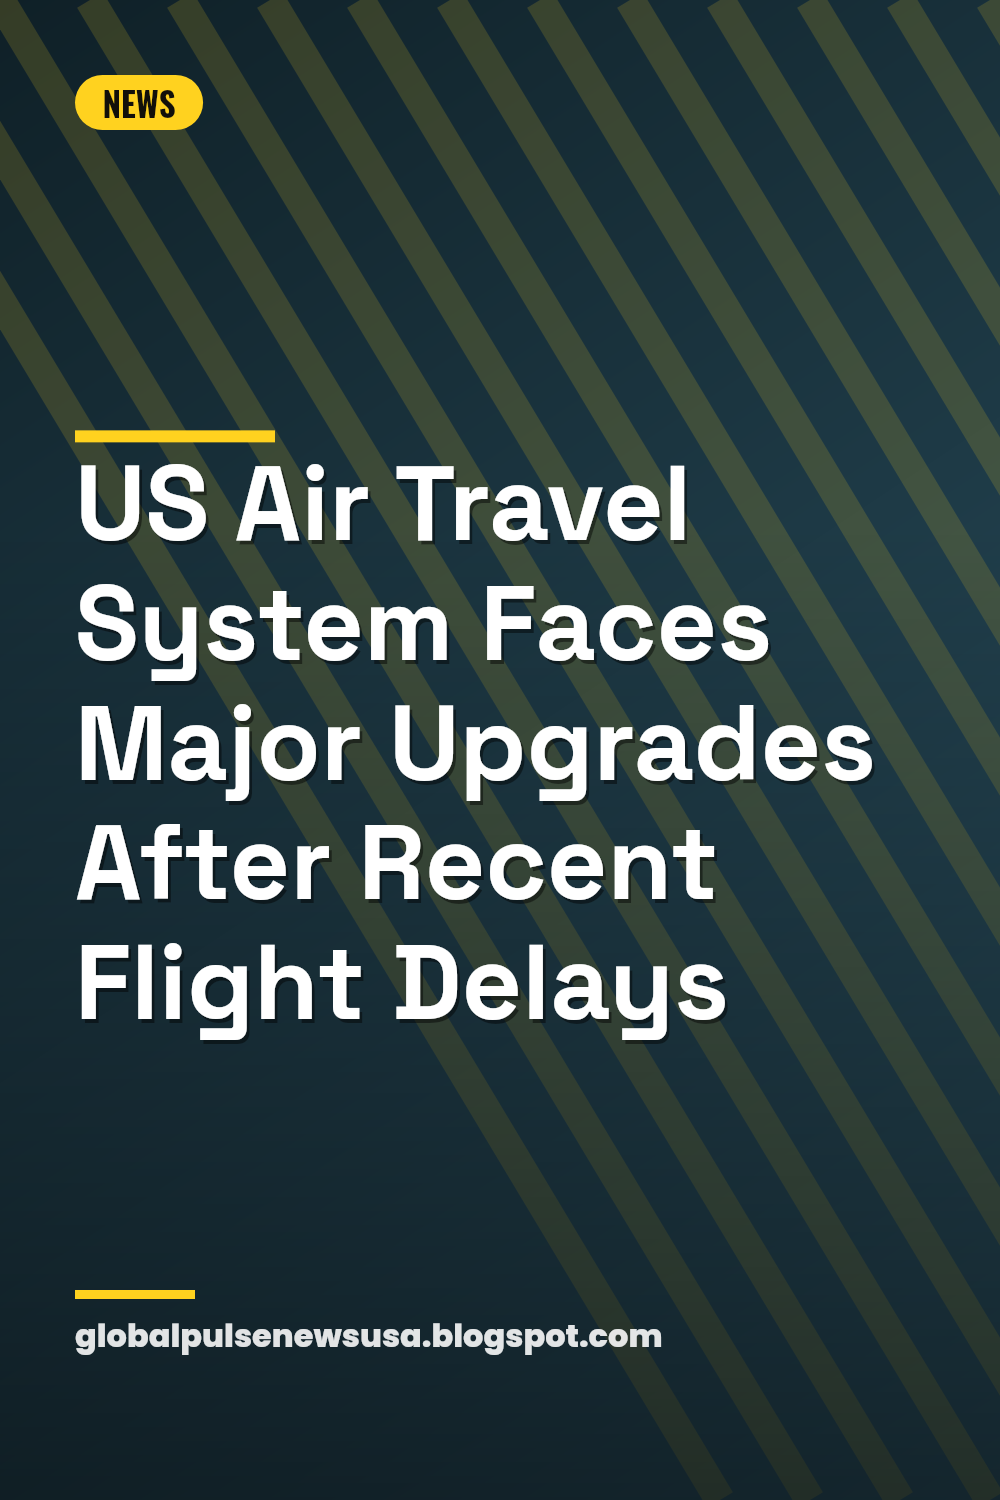 NEWS
US Air Travel
System Faces
Major Upgrades
After Recent
Flight Delays
globalpulsenewsusa.blogspot.com